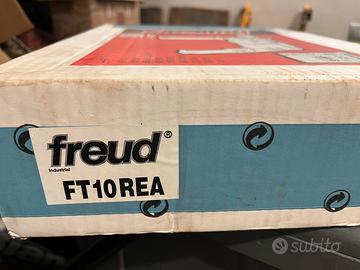 freud®
industrial
FT10REA
subito